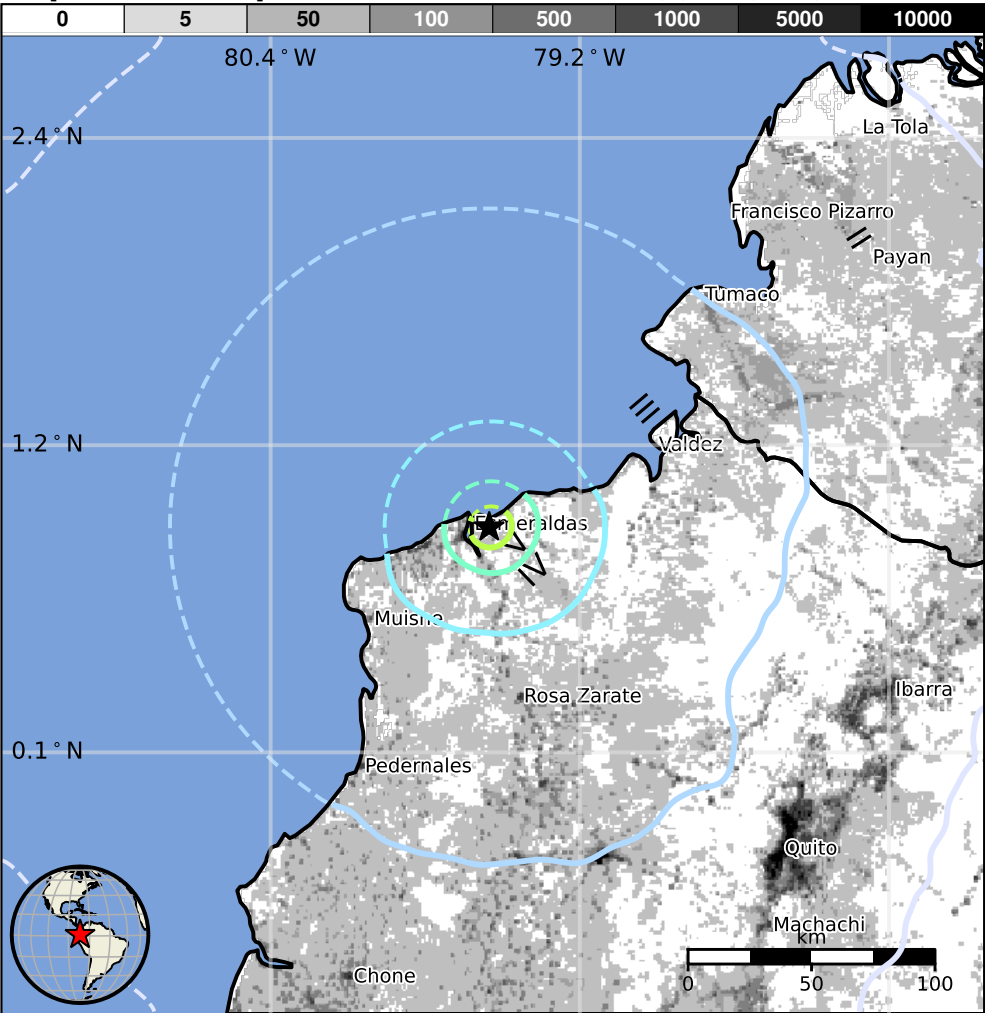 0 5 50 100 500 1000 5000 10000
80.4°W 79.2°W
La Tola
2.4°N
Francisco Pizarro
Payan
Tumaco
1.2°N
Valdez
Esmeraldas
Muisne
Ibarra
Rosa Zarate
0.1°N
Pedernales
Quito
Machachi
km
Chone
0 50 100